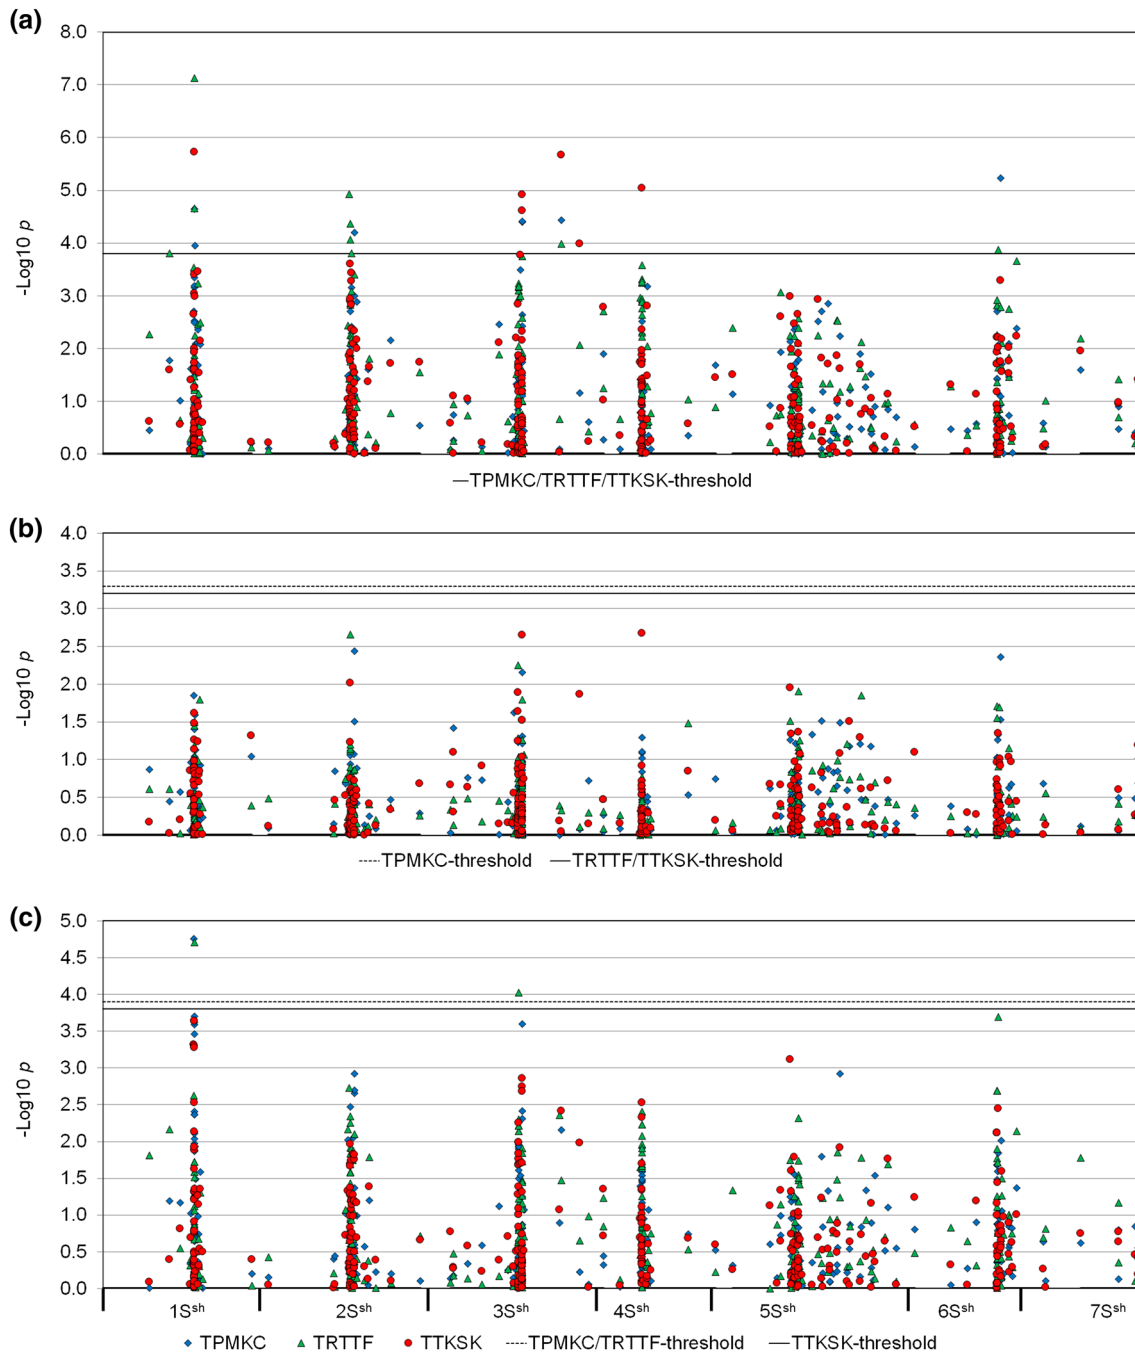 (a)
8.0
7.0
6.0
5.0
4.0
3.0
2.0
1.0
0.0
-Log10 p
TPMKC/TRTTF/TTKSK-threshold
(b)
4.0
3.5
3.0
2.5
2.0
1.5
1.0
0.5
0.0
-Log10 p
TPMKC-threshold TRTTF/TTKSK-threshold
(c)
5.0
4.5
4.0
3.5
3.0
2.5
2.0
1.5
1.0
0.5
0.0
-Log10 p
1Sˢʰ 2Sˢʰ 3Sˢʰ 4Sˢʰ 5Sˢʰ 6Sˢʰ 7Sˢʰ
TPMKC TRTTF TTKSK TPMKC/TRTTF-threshold TTKSK-threshold